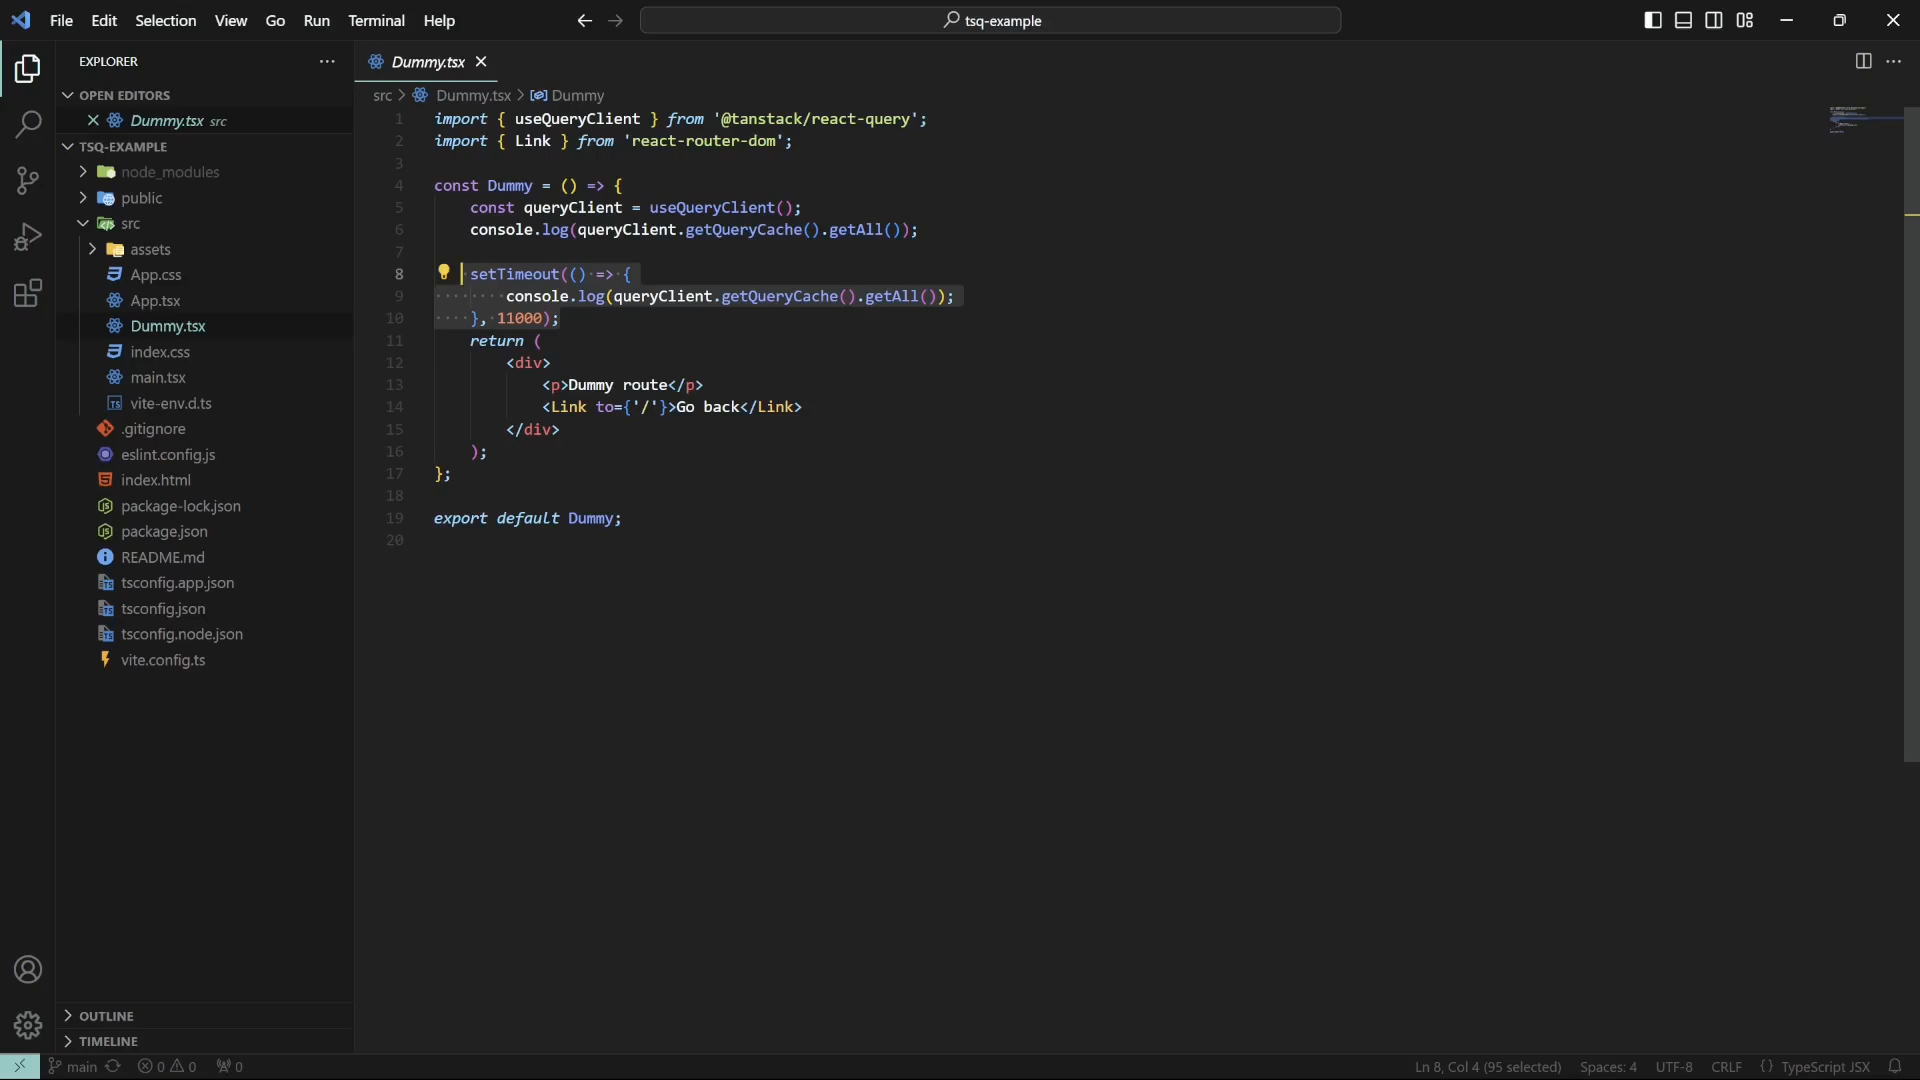 File Edit Selection View Go Run Terminal Help
tsq-example
EXPLORER
OPEN EDITORS
Dummy.tsx src
TSQ-EXAMPLE
node_modules
public
src
assets
App.css
App.tsx
Dummy.tsx
index.css
main.tsx
vite-env.d.ts
.gitignore
eslint.config.js
index.html
package-lock.json
package.json
README.md
tsconfig.app.json
tsconfig.json
tsconfig.node.json
vite.config.ts
OUTLINE
TIMELINE
Dummy.tsx
src > Dummy.tsx > Dummy
1 import { useQueryClient } from '@tanstack/react-query';
2 import { Link } from 'react-router-dom';
3
4 const Dummy = () => {
5 const queryClient = useQueryClient();
6 console.log(queryClient.getQueryCache().getAll());
7
8 setTimeout(() => {
9 console.log(queryClient.getQueryCache().getAll());
10 }, 11000);
11 return (
12 <div>
13 <p>Dummy route</p>
14 <Link to={'/'}>Go back</Link>
15 </div>
16 );
17 };
18
19 export default Dummy;
20
main 0 0 0 Ln 8, Col 4 (95 selected) Spaces: 4 UTF-8 CRLF {} TypeScript JSX